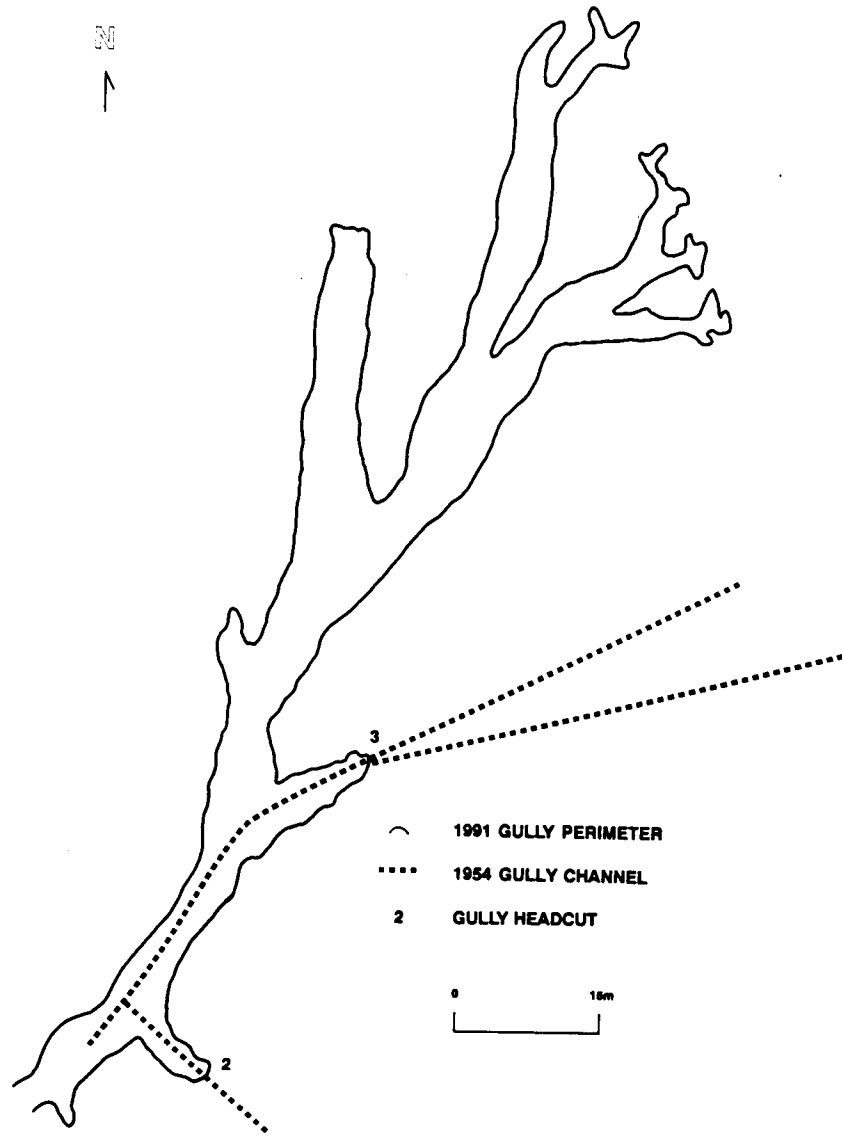 N
3
1991 GULLY PERIMETER
1954 GULLY CHANNEL
2 GULLY HEADCUT
0 15m
2